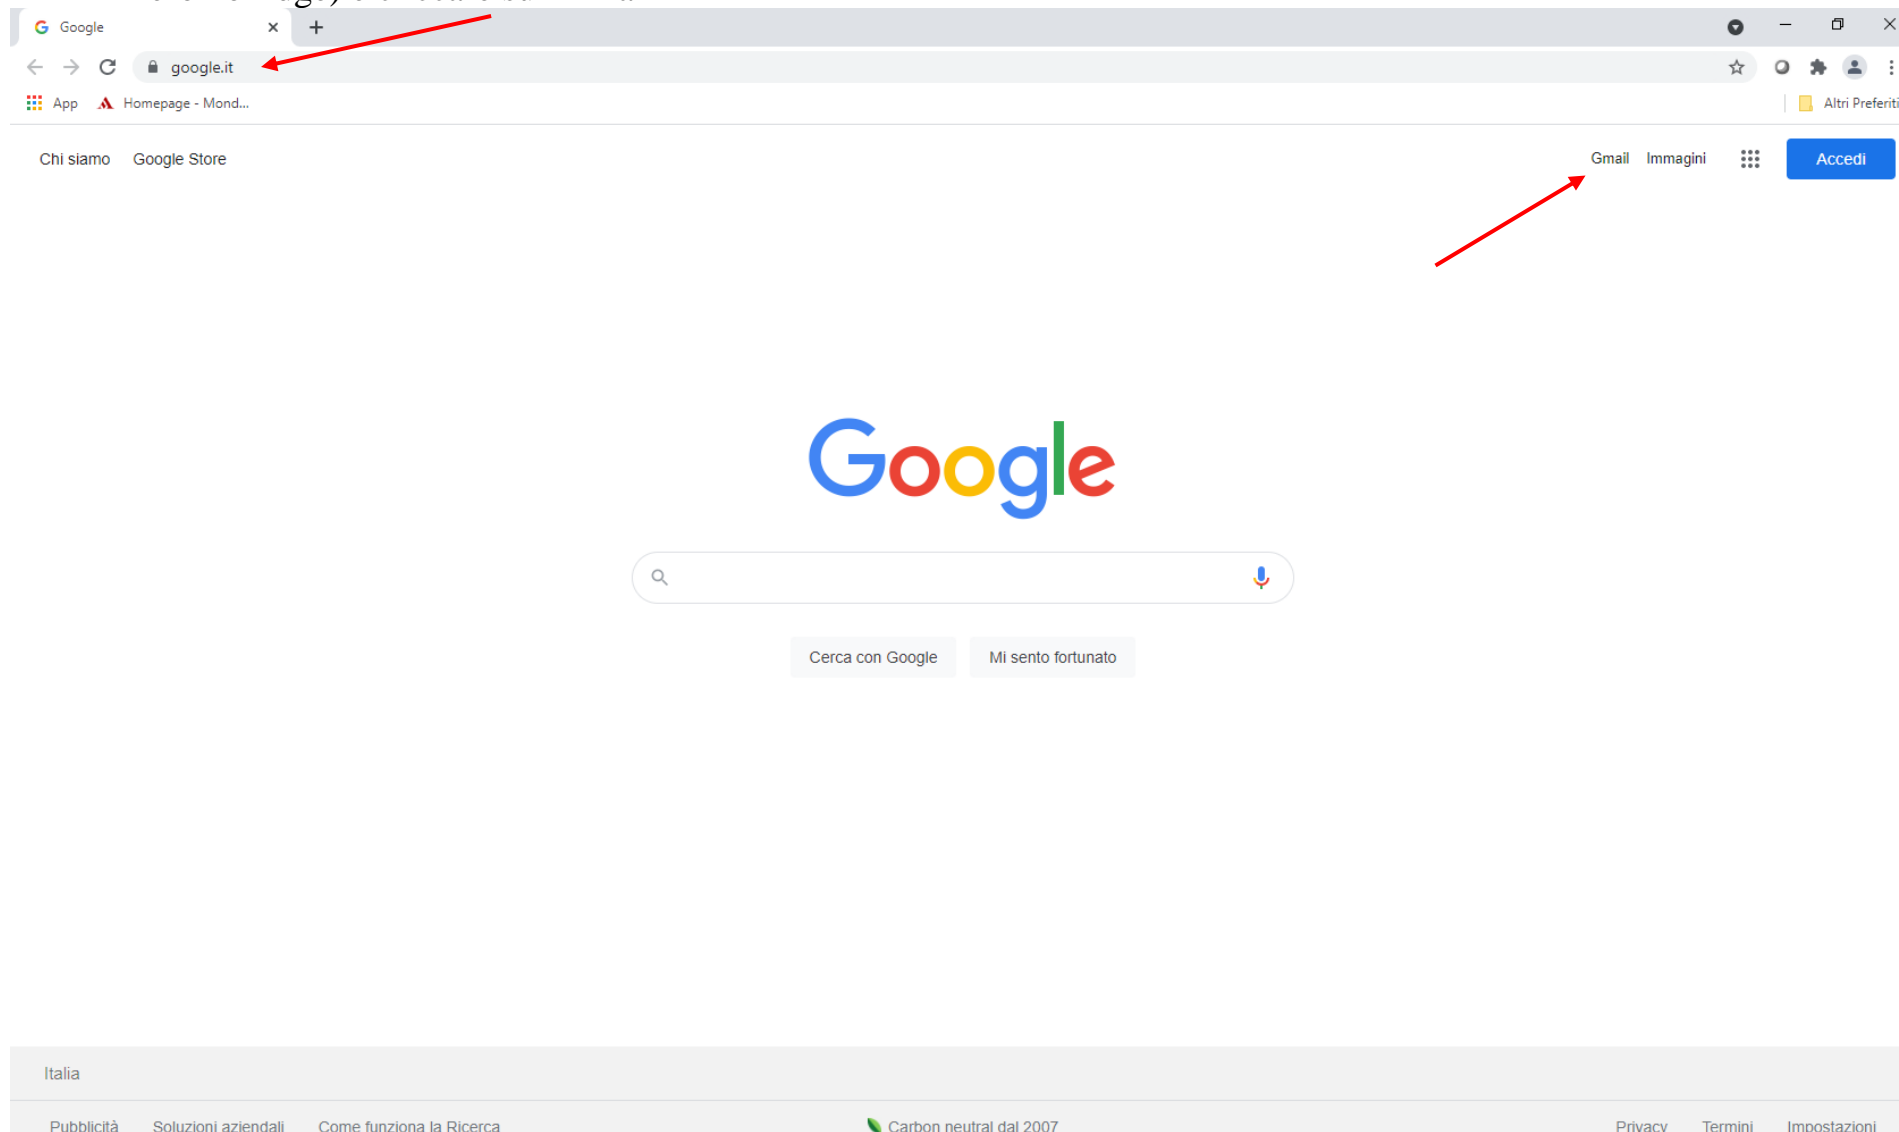 Google
google.it
App Homepage - Mond... Altri Preferiti
Chi siamo Google Store Gmail Immagini Accedi
Google
Cerca con Google Mi sento fortunato
Italia
Pubblicità Soluzioni aziendali Come funziona la Ricerca Carbon neutral dal 2007 Privacy Termini Impostazioni